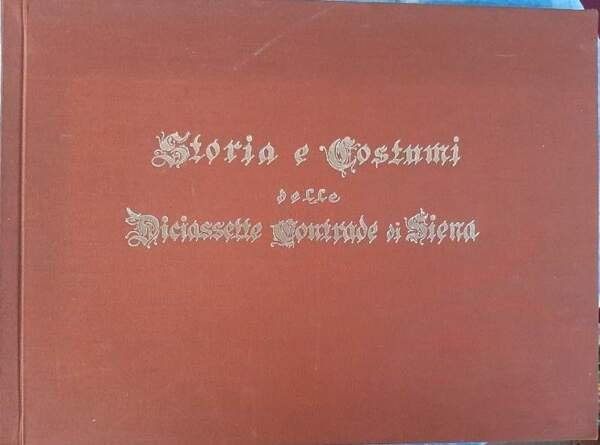 Storia e Costumi
delle
Diciassette Contrade di Siena